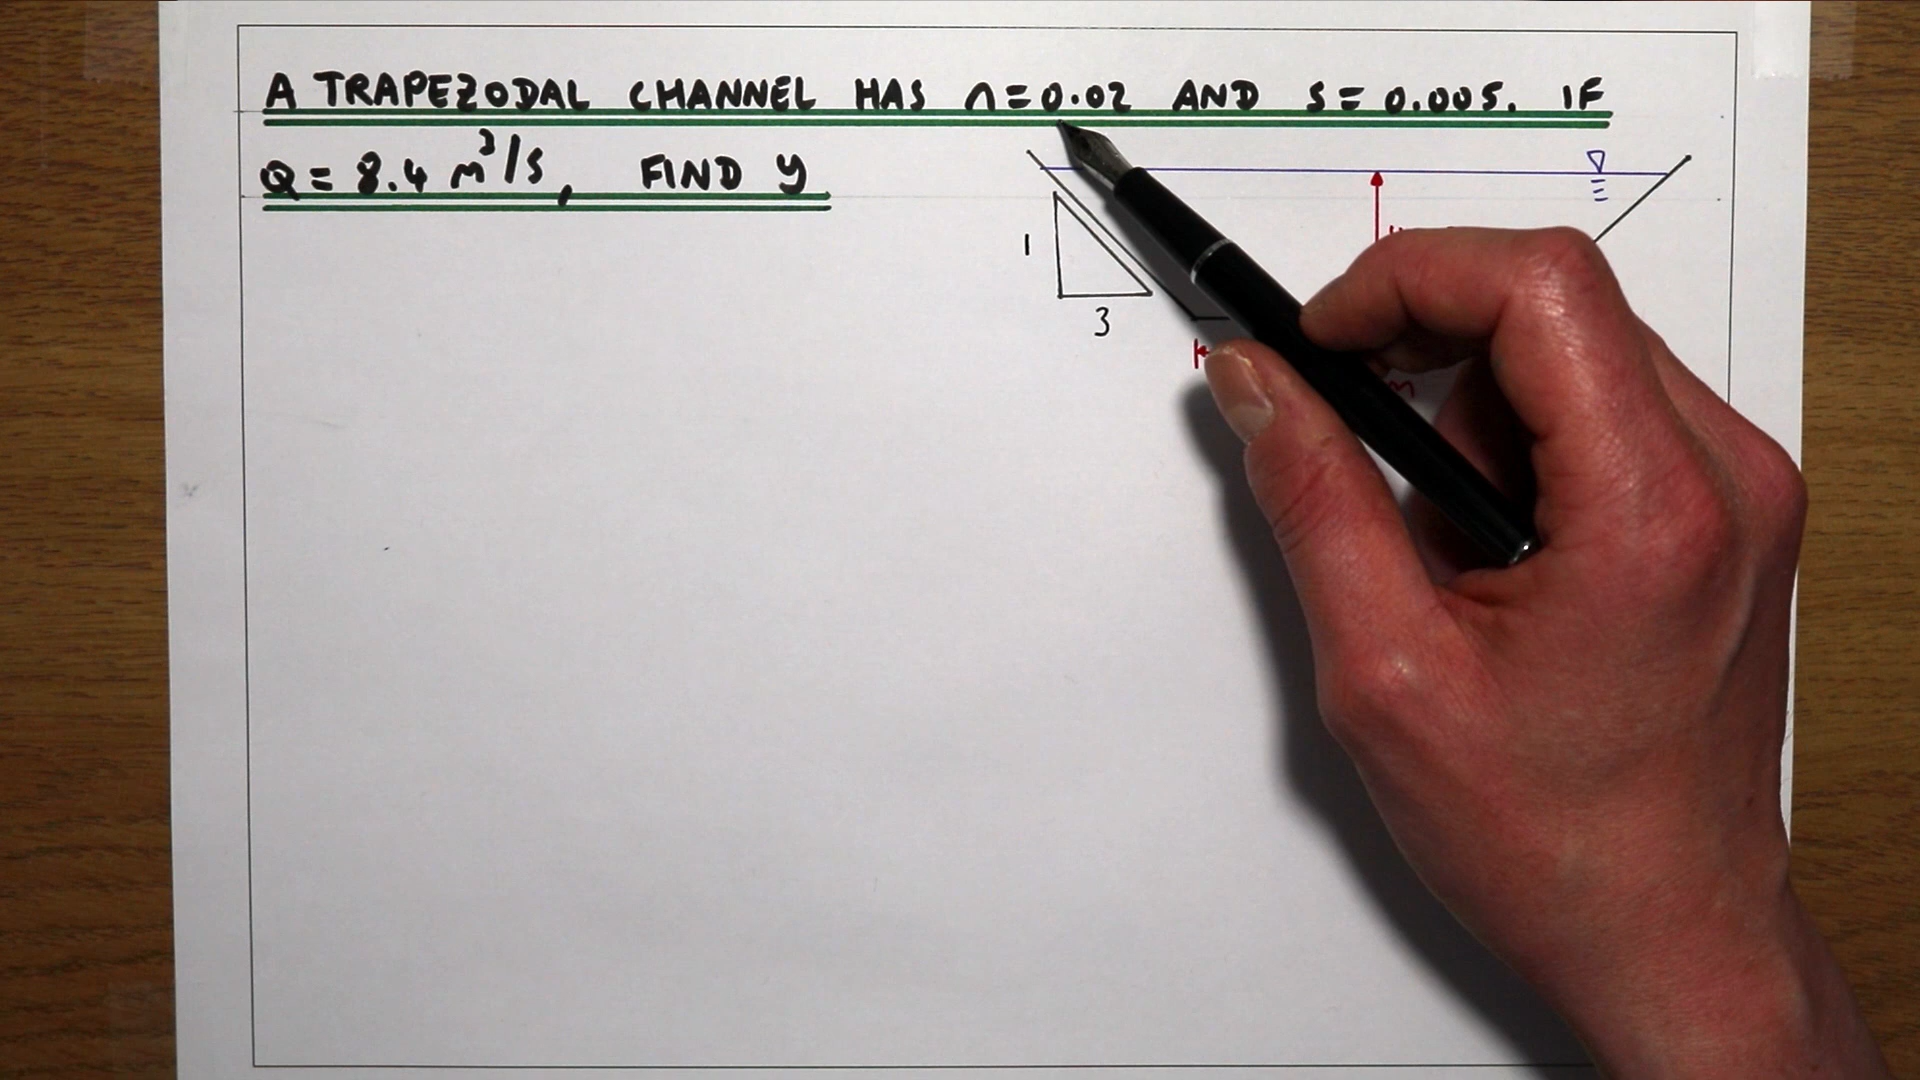 A TRAPEZODAL CHANNEL HAS n=0.02 AND S=0.005. IF
Q = 8.4 m³/s, FIND y
1
3
m